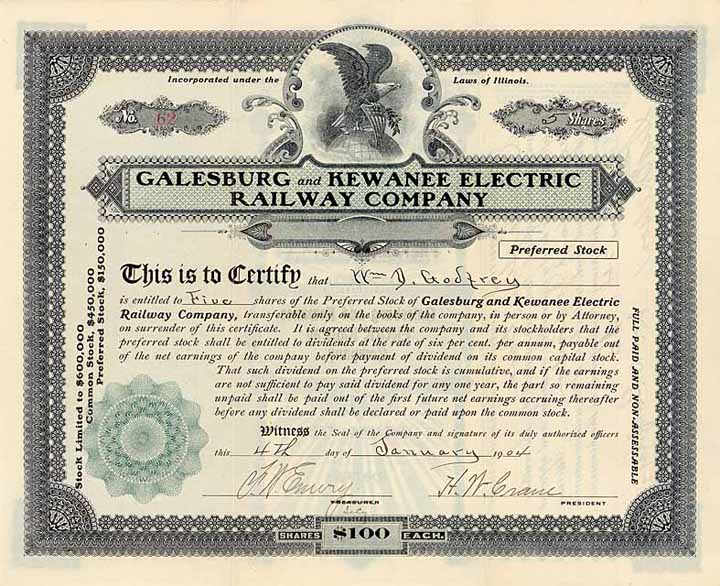 Incorporated under the Laws of Illinois.
No. 62
5 Shares
GALESBURG and KEWANEE ELECTRIC
RAILWAY COMPANY
Preferred Stock
This is to Certify that Wm D. Godfrey
is entitled to Five shares of the Preferred Stock of Galesburg and Kewanee Electric
Railway Company, transferable only on the books of the company, in person or by Attorney,
on surrender of this certificate. It is agreed between the company and its stockholders that the
preferred stock shall be entitled to dividends at the rate of six per cent. per annum, payable out
of the net earnings of the company before payment of dividend on its common capital stock.
That such dividend on the preferred stock is cumulative, and if the earnings
are not sufficient to pay said dividend for any one year, the part so remaining
unpaid shall be paid out of the first future net earnings accruing thereafter
before any dividend shall be declared or paid upon the common stock.
Witness the Seal of the Company and signature of its duly authorized officers
this 4th day of January 1904
H. W. Crane
TREASURER
Secy
PRESIDENT
SHARES $100 EACH.
Stock Limited to $600,000
Common Stock, $450,000
Preferred Stock, $150,000
FULL PAID AND NON-ASSESSABLE